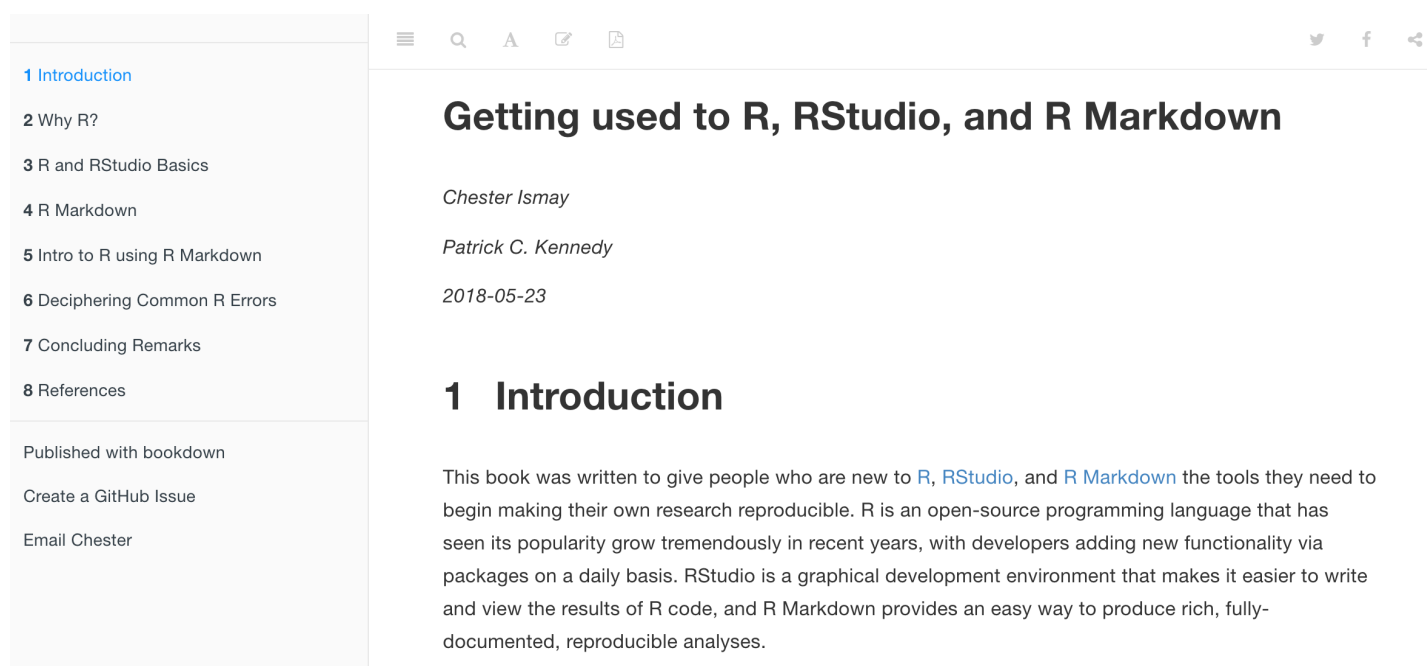 1 Introduction
2 Why R?
3 R and RStudio Basics
4 R Markdown
5 Intro to R using R Markdown
6 Deciphering Common R Errors
7 Concluding Remarks
8 References
Published with bookdown
Create a GitHub Issue
Email Chester
Getting used to R, RStudio, and R Markdown
Chester Ismay
Patrick C. Kennedy
2018-05-23
1 Introduction
This book was written to give people who are new to R, RStudio, and R Markdown the tools they need to
begin making their own research reproducible. R is an open-source programming language that has
seen its popularity grow tremendously in recent years, with developers adding new functionality via
packages on a daily basis. RStudio is a graphical development environment that makes it easier to write
and view the results of R code, and R Markdown provides an easy way to produce rich, fully-
documented, reproducible analyses.